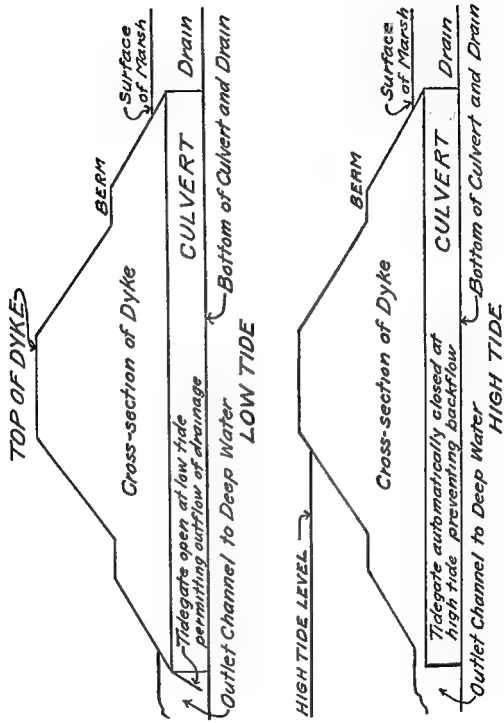 TOP OF DYKE
BERM
Surface
of Marsh
Cross-section of Dyke
Tidegate open at low tide
permitting outflow of drainage
CULVERT
Drain
Outlet Channel to Deep Water
Bottom of Culvert and Drain
LOW TIDE
HIGH TIDE LEVEL
BERM
Surface
of Marsh
Cross-section of Dyke
Tidegate automatically closed at
high tide preventing backflow
CULVERT
Drain
Outlet Channel to Deep Water
Bottom of Culvert and Drain
HIGH TIDE